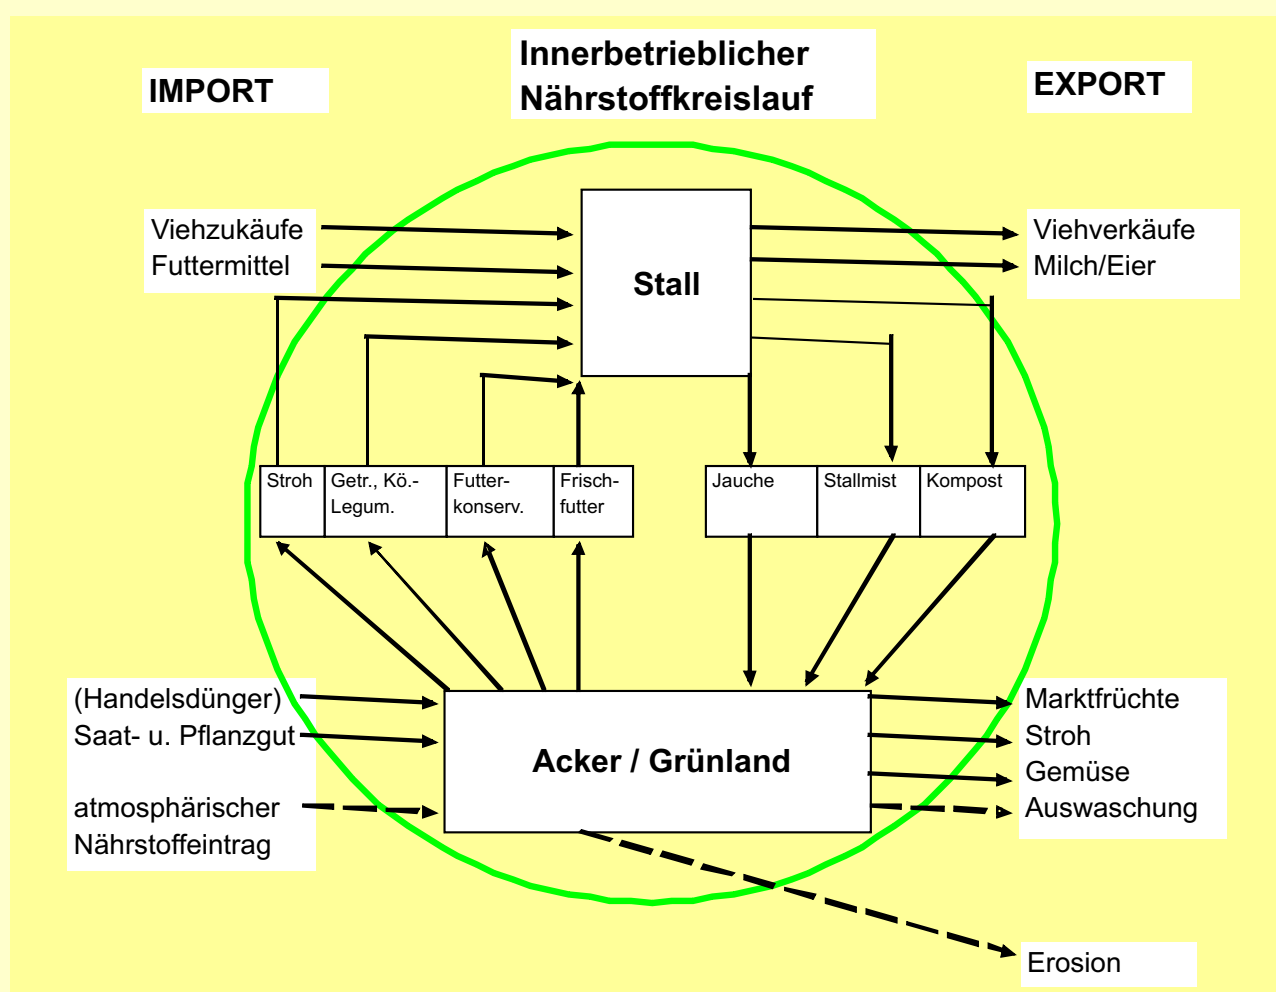 IMPORT
Innerbetrieblicher
Nährstoffkreislauf
EXPORT
Viehzukäufe
Futtermittel
Stall
Viehverkäufe
Milch/Eier
Stroh
Getr., Kö.-
Legum.
Futter-
konserv.
Frisch-
futter
Jauche
Stallmist
Kompost
(Handelsdünger)
Saat- u. Pflanzgut
atmosphärischer
Nährstoffeintrag
Acker / Grünland
Marktfrüchte
Stroh
Gemüse
Auswaschung
Erosion